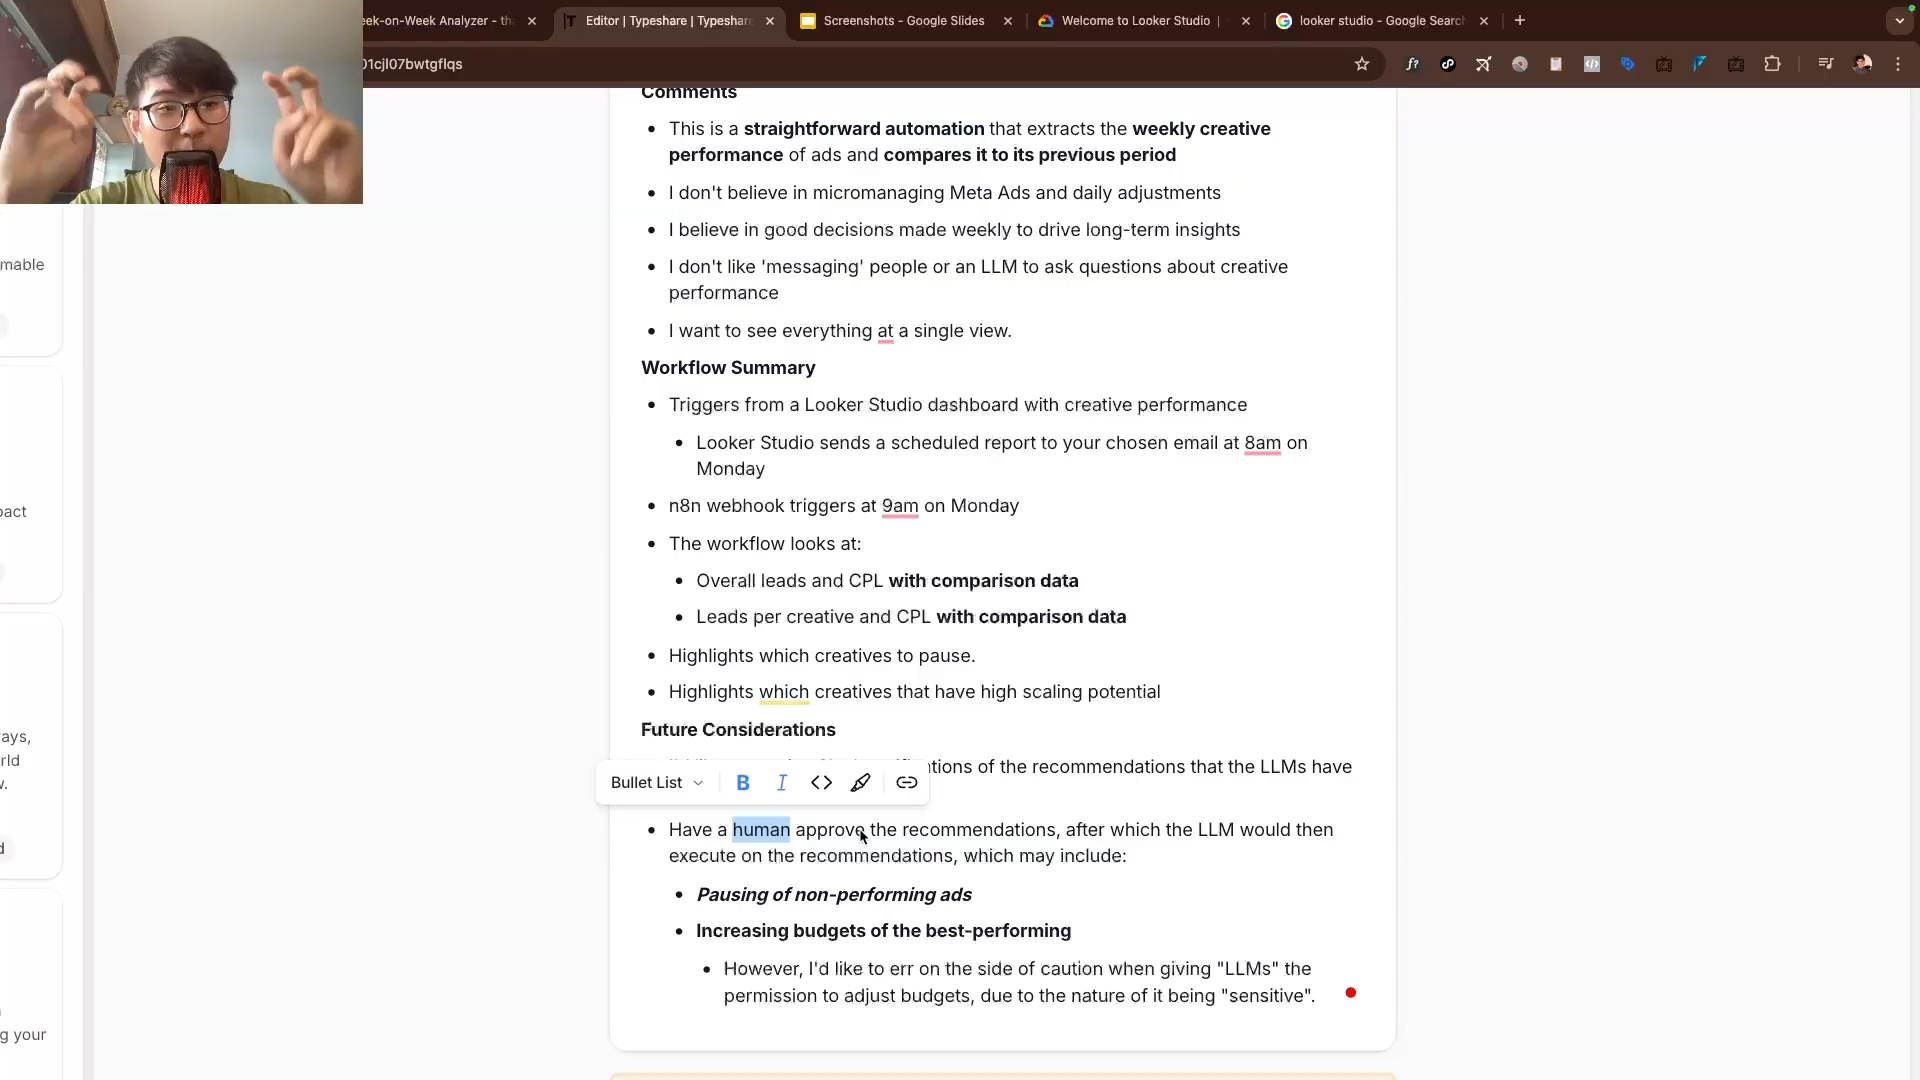 eek-on-Week Analyzer - tha
Editor | Typeshare | Typeshare
Screenshots - Google Slides
Welcome to Looker Studio |
looker studio - Google Search
01cjl07bwtgflqs
Comments
This is a straightforward automation that extracts the weekly creative
performance of ads and compares it to its previous period
I don't believe in micromanaging Meta Ads and daily adjustments
I believe in good decisions made weekly to drive long-term insights
I don't like 'messaging' people or an LLM to ask questions about creative
performance
I want to see everything at a single view.
Workflow Summary
Triggers from a Looker Studio dashboard with creative performance
Looker Studio sends a scheduled report to your chosen email at 8am on
Monday
n8n webhook triggers at 9am on Monday
The workflow looks at:
Overall leads and CPL with comparison data
Leads per creative and CPL with comparison data
Highlights which creatives to pause.
Highlights which creatives that have high scaling potential
Future Considerations
tions of the recommendations that the LLMs have
Bullet List
B I
Have a human approve the recommendations, after which the LLM would then
execute on the recommendations, which may include:
Pausing of non-performing ads
Increasing budgets of the best-performing
However, I'd like to err on the side of caution when giving "LLMs" the
permission to adjust budgets, due to the nature of it being "sensitive".
mable
pact
ays,
rld
v.
d
g your